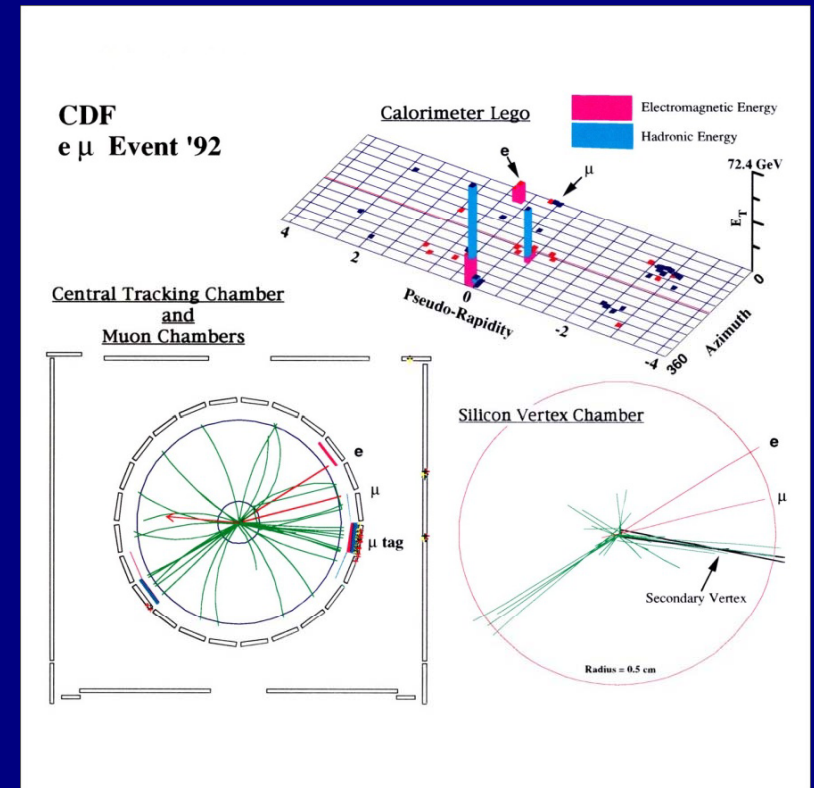 CDF
e μ Event '92
Calorimeter Lego
Electromagnetic Energy
Hadronic Energy
e
μ
72.4 GeV
E_T
4
2
0
-2
-4
Pseudo-Rapidity
360
Azimuth
0
Central Tracking Chamber
and
Muon Chambers
e
μ
μ tag
Silicon Vertex Chamber
e
μ
Secondary Vertex
Radius = 0.5 cm